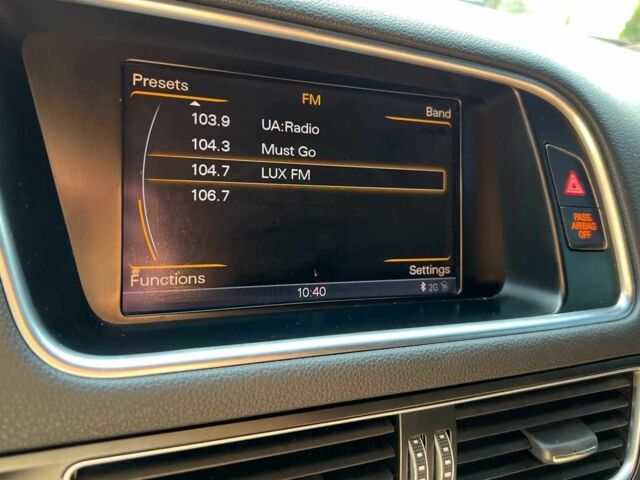 Presets
FM
Band
103.9 UA:Radio
104.3 Must Go
104.7 LUX FM
106.7
Functions
Settings
10:40
2G
PASS.
AIRBAG
OFF